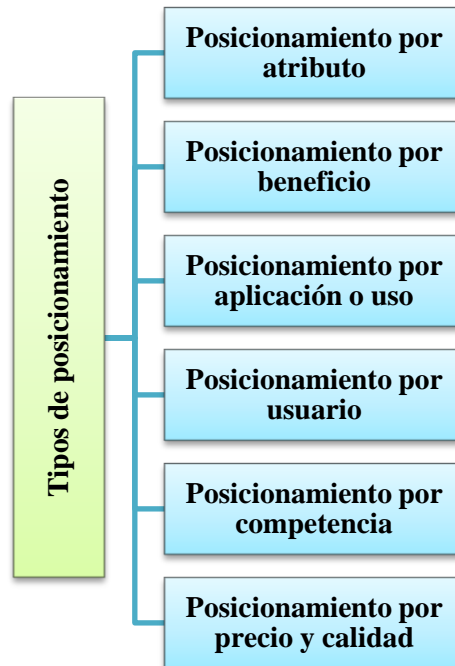 Tipos de posicionamiento
Posicionamiento por
atributo
Posicionamiento por
beneficio
Posicionamiento por
aplicación o uso
Posicionamiento por
usuario
Posicionamiento por
competencia
Posicionamiento por
precio y calidad